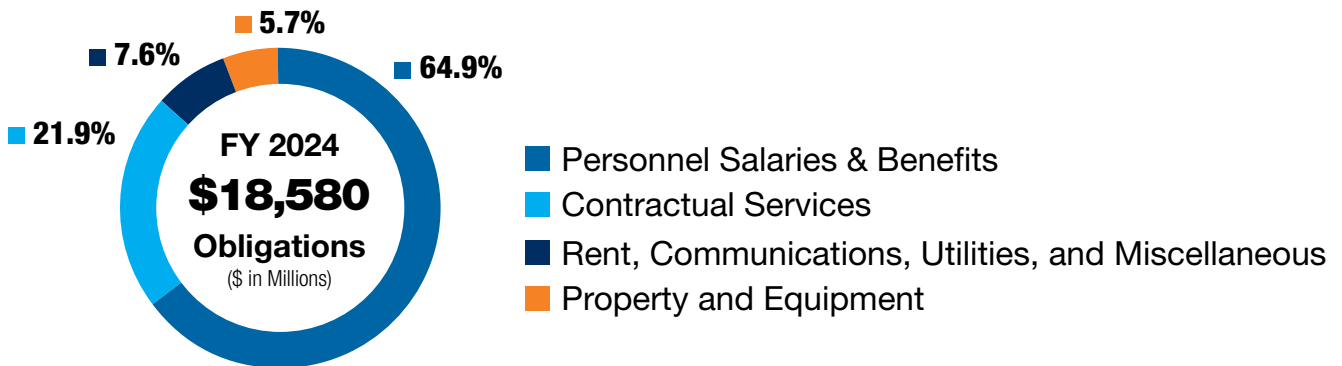 5.7%
7.6%
64.9%
21.9%
FY 2024
$18,580
Obligations
($ in Millions)
Personnel Salaries & Benefits
Contractual Services
Rent, Communications, Utilities, and Miscellaneous
Property and Equipment